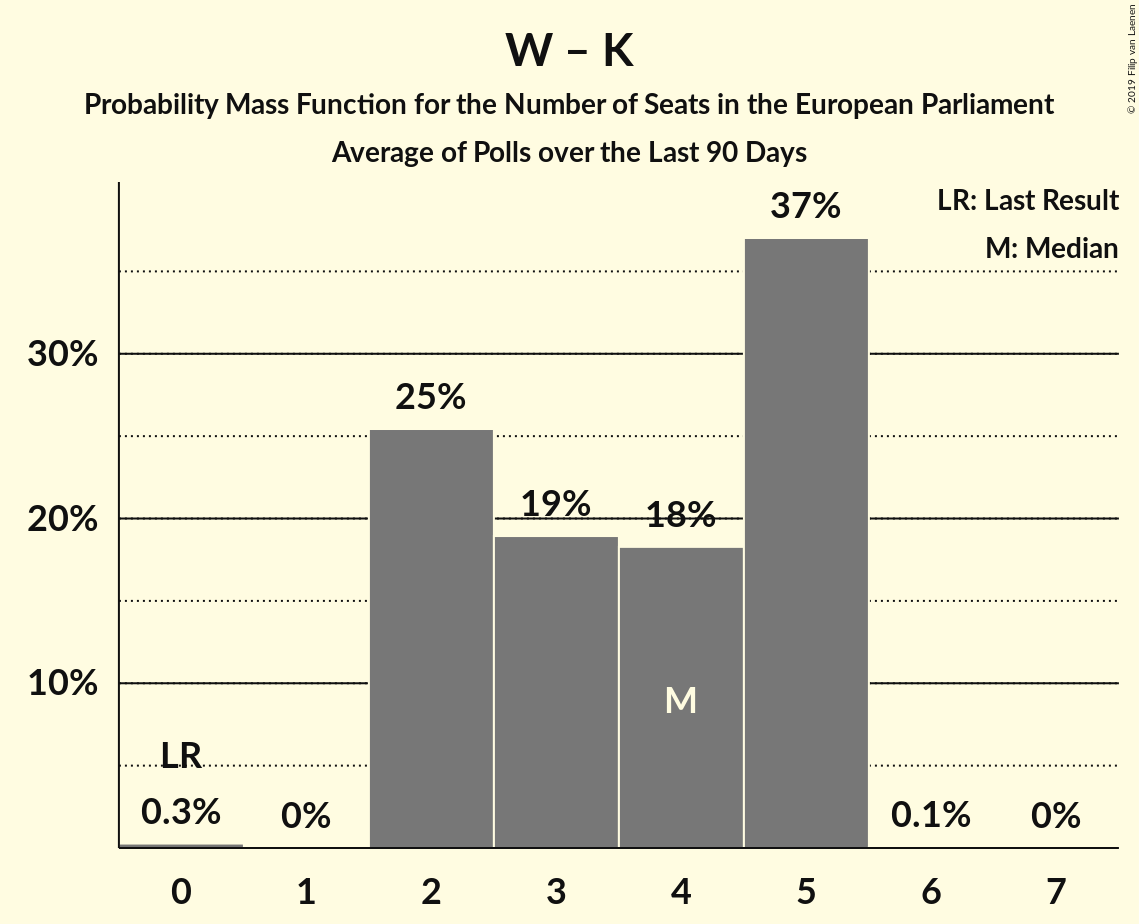 W – K
Probability Mass Function for the Number of Seats in the European Parliament
Average of Polls over the Last 90 Days
© 2019 Filip van Laenen
LR: Last Result
M: Median
37%
30%
25%
19%
18%
20%
10%
M
LR
0.3%
0%
0.1%
0%
0 1 2 3 4 5 6 7